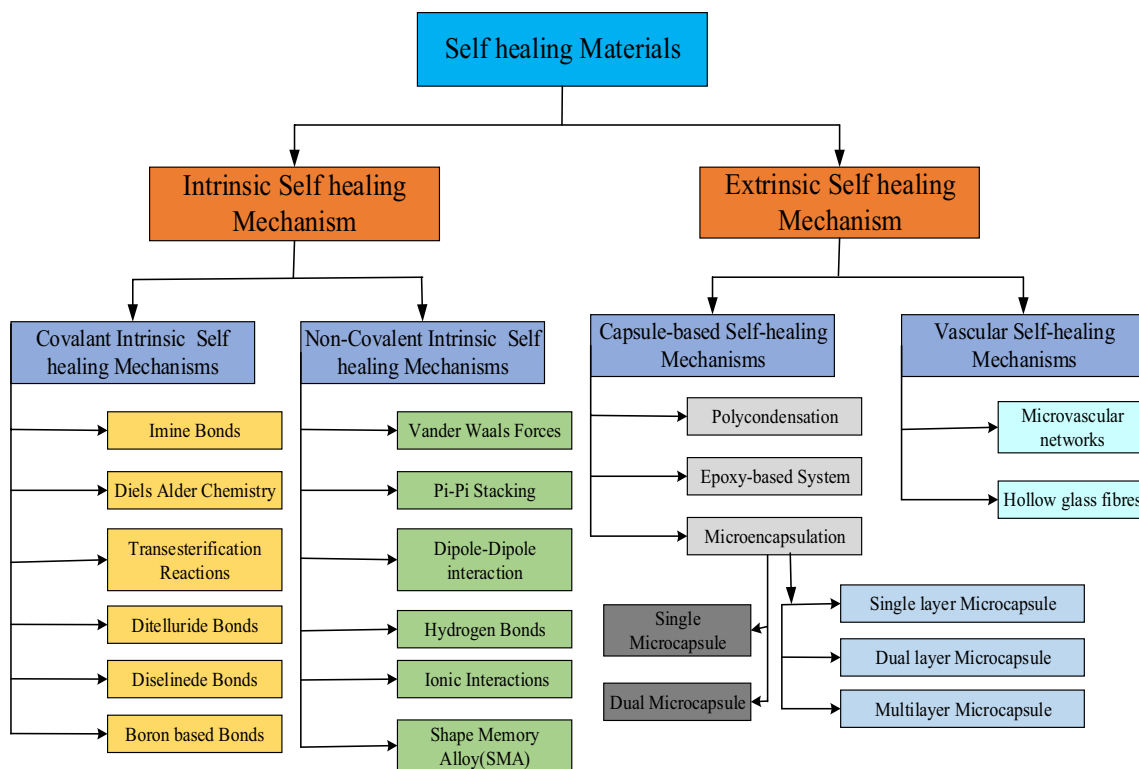 Self healing Materials
Intrinsic Self healing
Mechanism
Extrinsic Self healing
Mechanism
Covalant Intrinsic Self
healing Mechanisms
Non-Covalent Intrinsic Self
healing Mechanisms
Capsule-based Self-healing
Mechanisms
Vascular Self-healing
Mechanisms
Imine Bonds
Diels Alder Chemistry
Transesterification
Reactions
Ditelluride Bonds
Diselinede Bonds
Boron based Bonds
Vander Waals Forces
Pi-Pi Stacking
Dipole-Dipole
interaction
Hydrogen Bonds
Ionic Interactions
Shape Memory
Alloy(SMA)
Polycondensation
Epoxy-based System
Microencapsulation
Single
Microcapsule
Dual Microcapsule
Single layer Microcapsule
Dual layer Microcapsule
Multilayer Microcapsule
Microvascular
networks
Hollow glass fibres